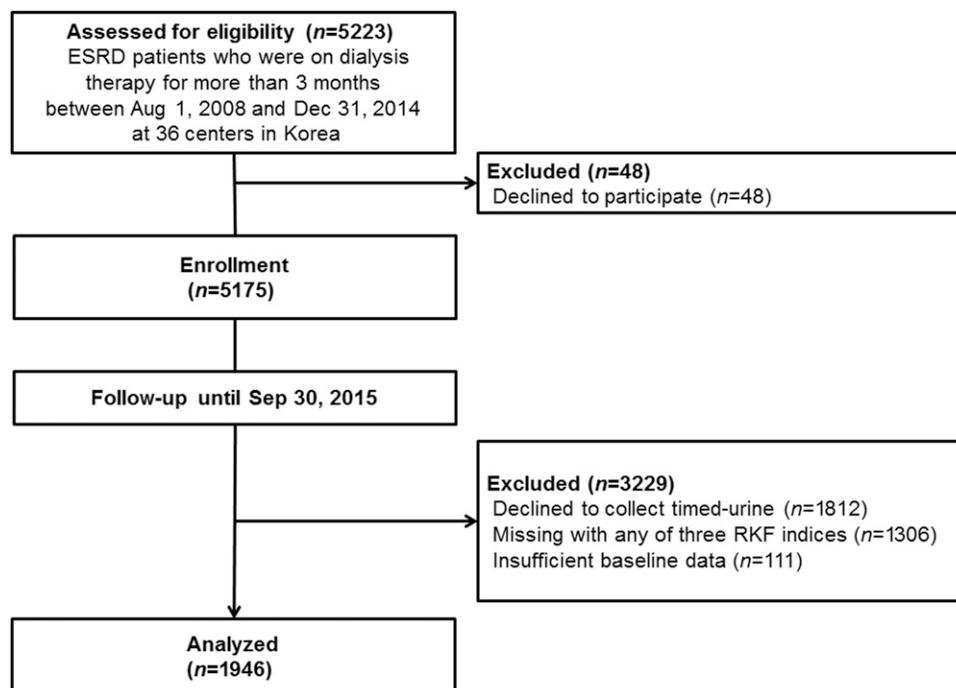 Assessed for eligibility (n=5223)
ESRD patients who were on dialysis
therapy for more than 3 months
between Aug 1, 2008 and Dec 31, 2014
at 36 centers in Korea
Excluded (n=48)
Declined to participate (n=48)
Enrollment
(n=5175)
Follow-up until Sep 30, 2015
Excluded (n=3229)
Declined to collect timed-urine (n=1812)
Missing with any of three RKF indices (n=1306)
Insufficient baseline data (n=111)
Analyzed
(n=1946)